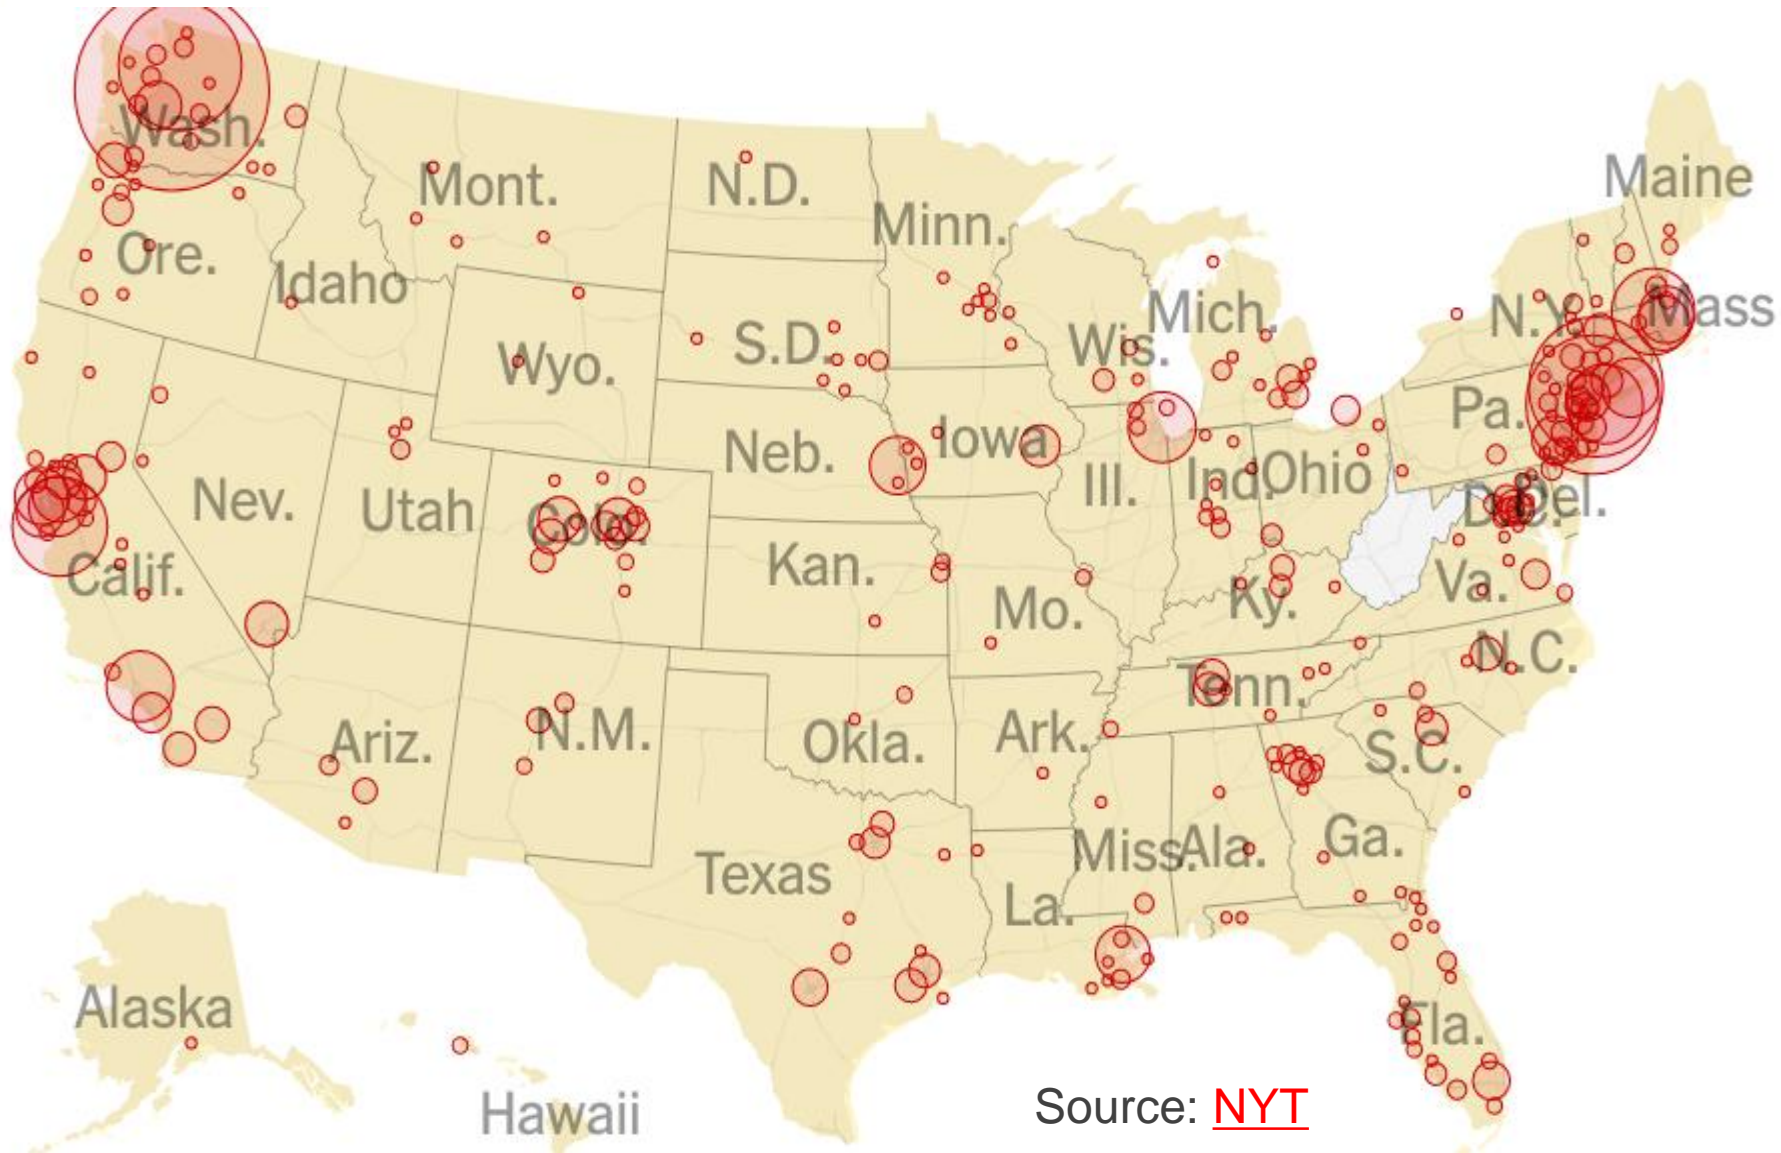 Wash.
Mont.
N.D.
Minn.
Maine
Ore.
Idaho
Wyo.
S.D.
Wis.
Mich.
N.Y.
Mass
Nev.
Utah
Colo.
Neb.
Iowa
Ill.
Ind.
Ohio
Pa.
D.C.
Del.
Calif.
Kan.
Mo.
Ky.
Va.
Ariz.
N.M.
Okla.
Ark.
Tenn.
N.C.
S.C.
Texas
La.
Miss.
Ala.
Ga.
Fla.
Alaska
Hawaii
Source: NYT